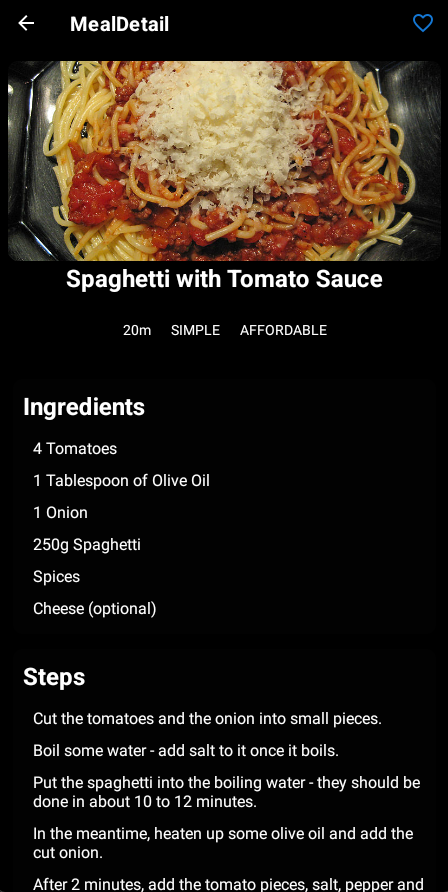 MealDetail
Spaghetti with Tomato Sauce
20m SIMPLE AFFORDABLE
Ingredients
4 Tomatoes
1 Tablespoon of Olive Oil
1 Onion
250g Spaghetti
Spices
Cheese (optional)
Steps
Cut the tomatoes and the onion into small pieces.
Boil some water - add salt to it once it boils.
Put the spaghetti into the boiling water - they should be
done in about 10 to 12 minutes.
In the meantime, heaten up some olive oil and add the
cut onion.
After 2 minutes, add the tomato pieces, salt, pepper and